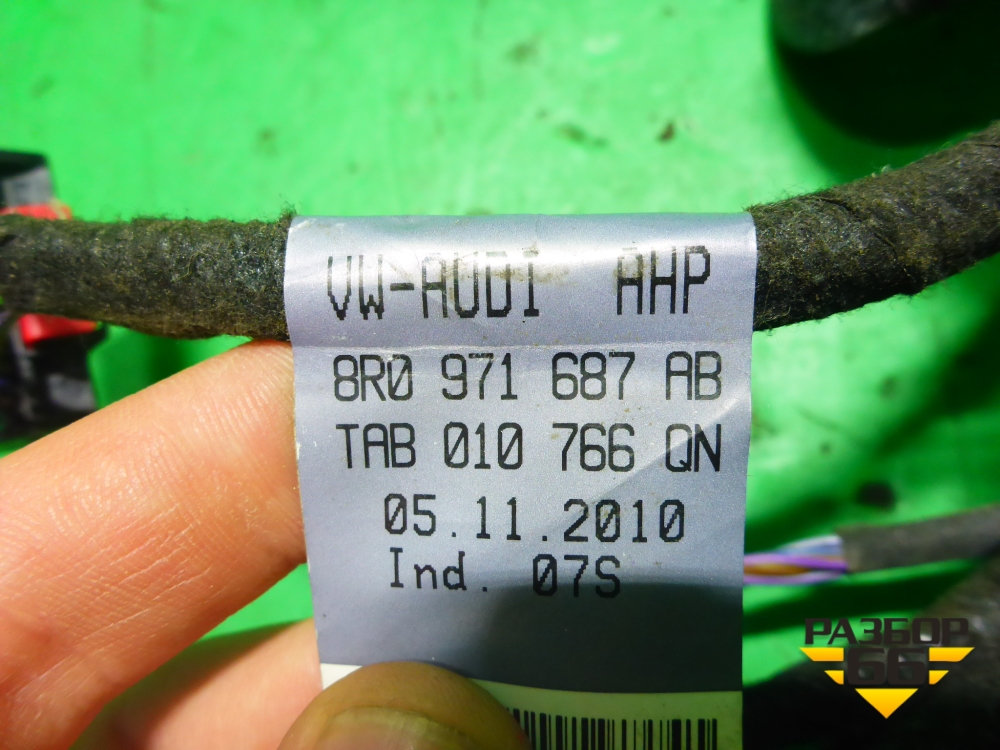 VW-AUDI AHP
8R0 971 687 AB
TAB 010 766 QN
05.11.2010
Ind. 07S
РАЗБОР
66